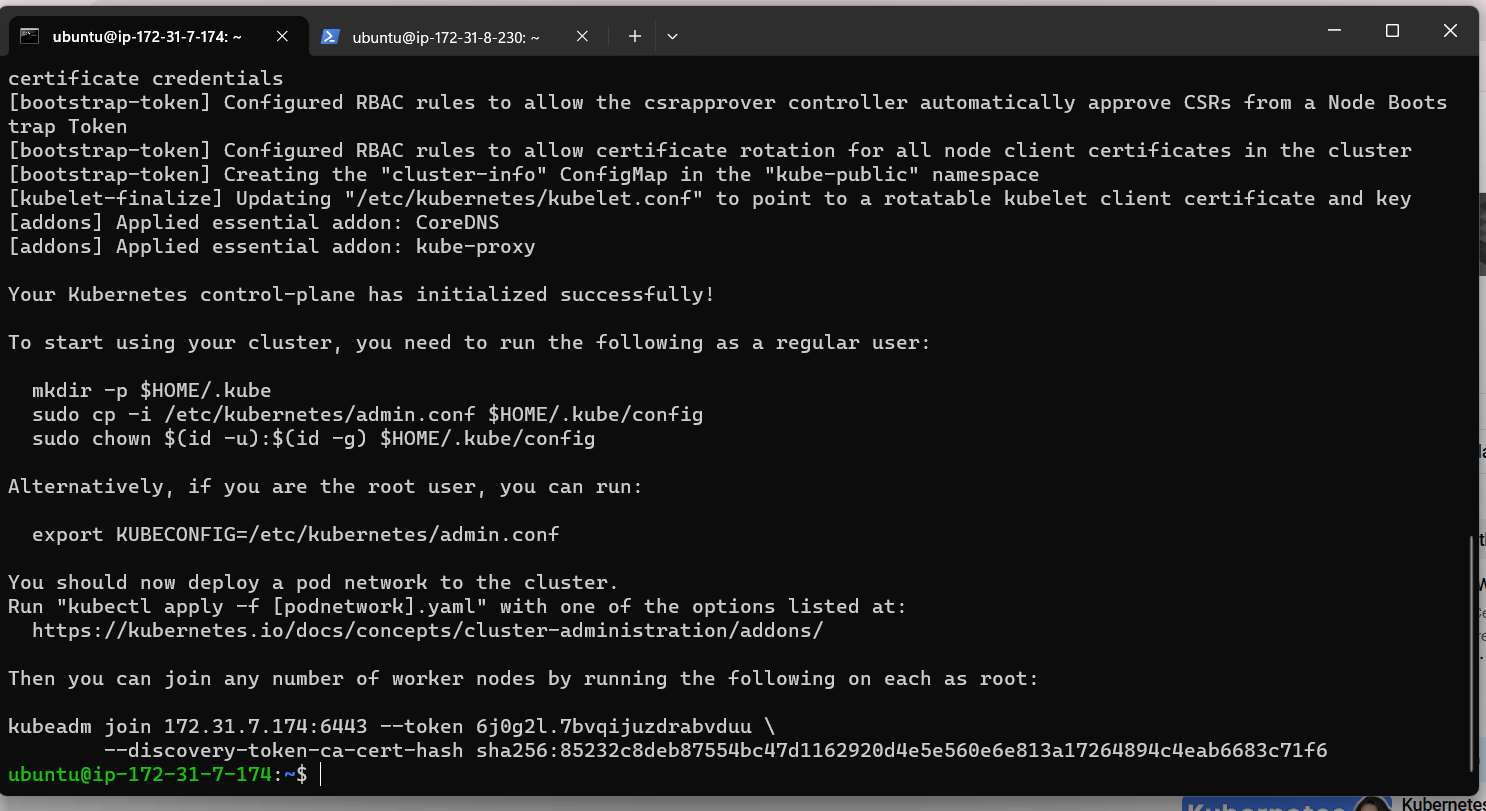 ubuntu@ip-172-31-7-174: ~
ubuntu@ip-172-31-8-230: ~
certificate credentials
[bootstrap-token] Configured RBAC rules to allow the csrapprover controller automatically approve CSRs from a Node Boots
trap Token
[bootstrap-token] Configured RBAC rules to allow certificate rotation for all node client certificates in the cluster
[bootstrap-token] Creating the "cluster-info" ConfigMap in the "kube-public" namespace
[kubelet-finalize] Updating "/etc/kubernetes/kubelet.conf" to point to a rotatable kubelet client certificate and key
[addons] Applied essential addon: CoreDNS
[addons] Applied essential addon: kube-proxy
Your Kubernetes control-plane has initialized successfully!
To start using your cluster, you need to run the following as a regular user:
mkdir -p $HOME/.kube
sudo cp -i /etc/kubernetes/admin.conf $HOME/.kube/config
sudo chown $(id -u):$(id -g) $HOME/.kube/config
Alternatively, if you are the root user, you can run:
export KUBECONFIG=/etc/kubernetes/admin.conf
You should now deploy a pod network to the cluster.
Run "kubectl apply -f [podnetwork].yaml" with one of the options listed at:
https://kubernetes.io/docs/concepts/cluster-administration/addons/
Then you can join any number of worker nodes by running the following on each as root:
kubeadm join 172.31.7.174:6443 --token 6j0g2l.7bvqijuzdrabvduu \
--discovery-token-ca-cert-hash sha256:85232c8deb87554bc47d1162920d4e5e560e6e813a17264894c4eab6683c71f6
ubuntu@ip-172-31-7-174:~$
Kubernetes
Kubernetes